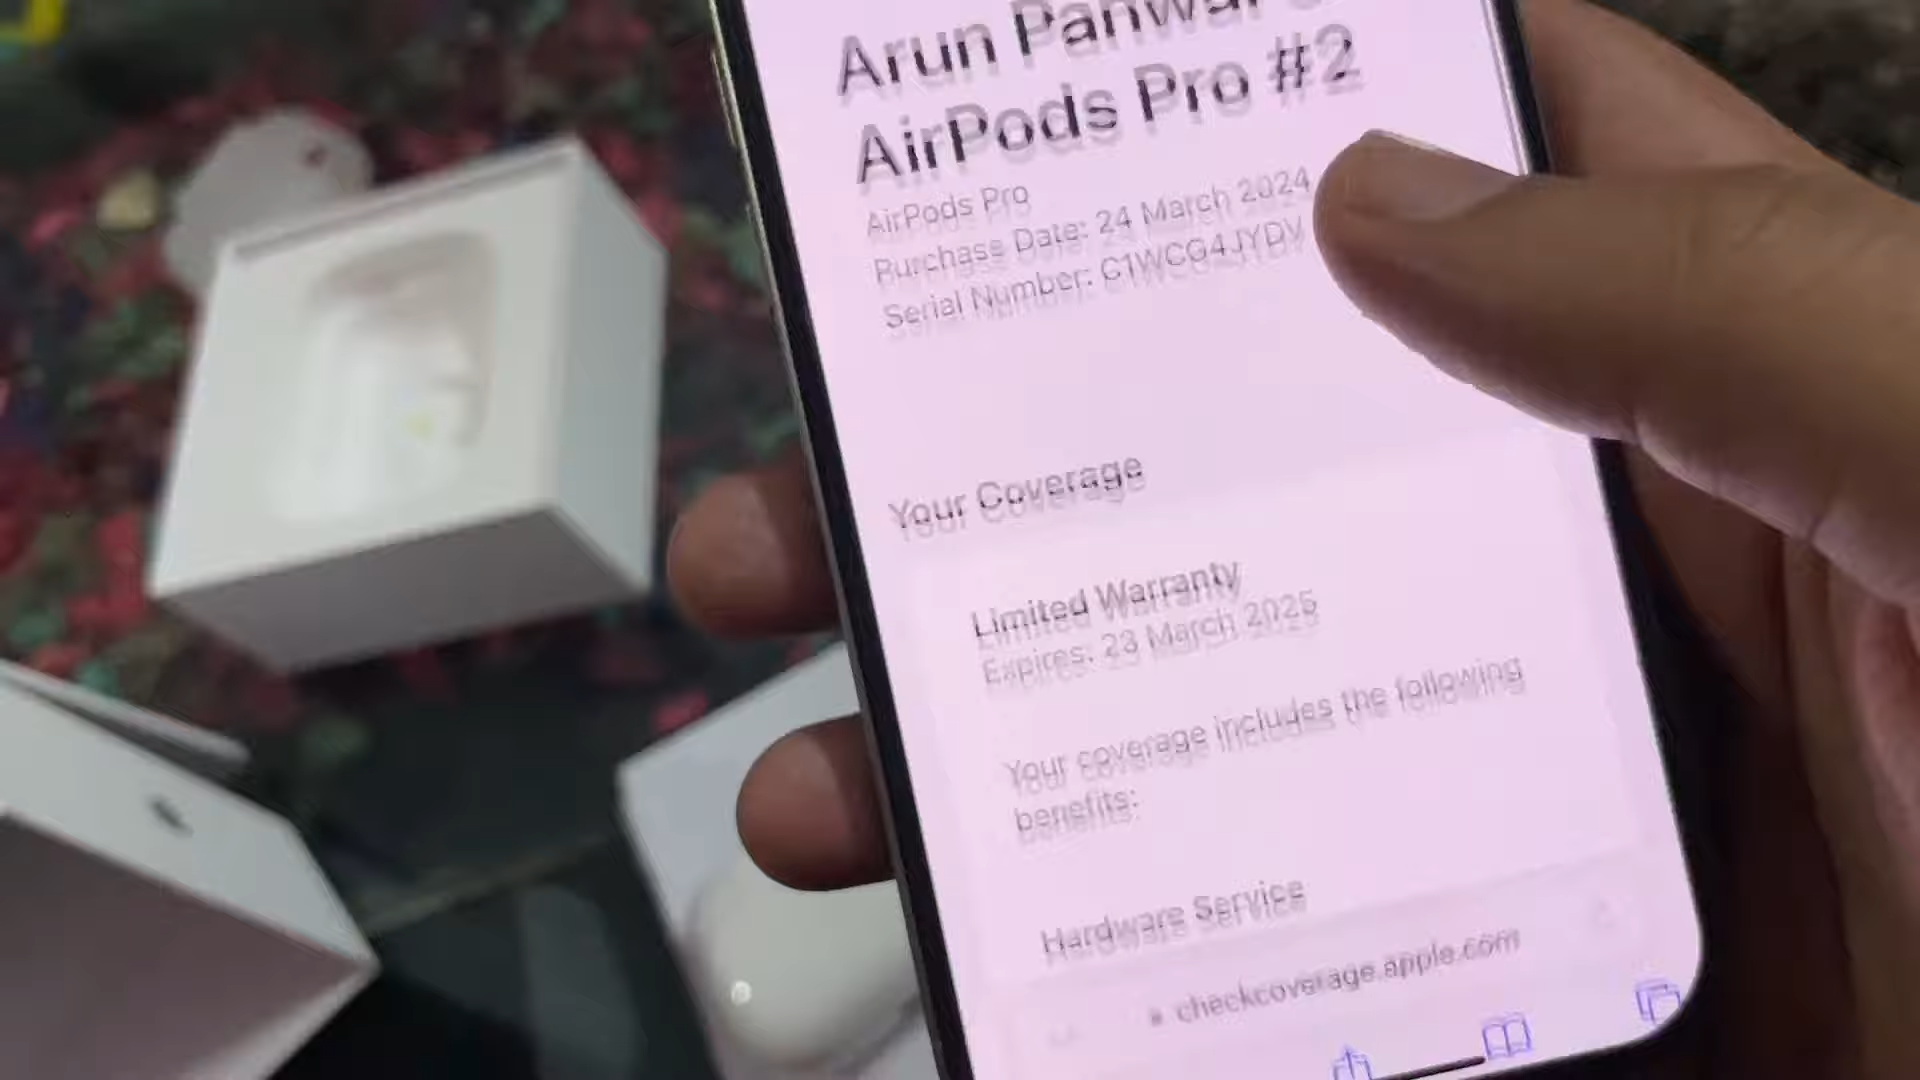 Arun Panwar
AirPods Pro #2
AirPods Pro
Purchase Date: 24 March 2024
Serial Number: C1WCG4JYDV
Your Coverage
Limited Warranty
Expires: 23 March 2025
Your coverage includes the following
benefits:
Hardware Service
checkcoverage.apple.com